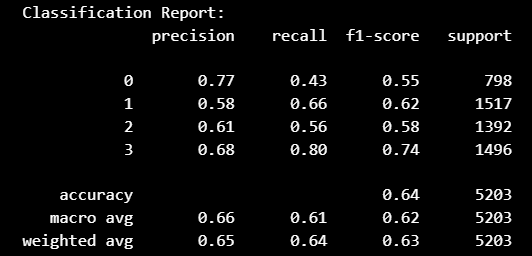 Classification Report:
precision recall f1-score support
0 0.77 0.43 0.55 798
1 0.58 0.66 0.62 1517
2 0.61 0.56 0.58 1392
3 0.68 0.80 0.74 1496
accuracy 0.64 5203
macro avg 0.66 0.61 0.62 5203
weighted avg 0.65 0.64 0.63 5203